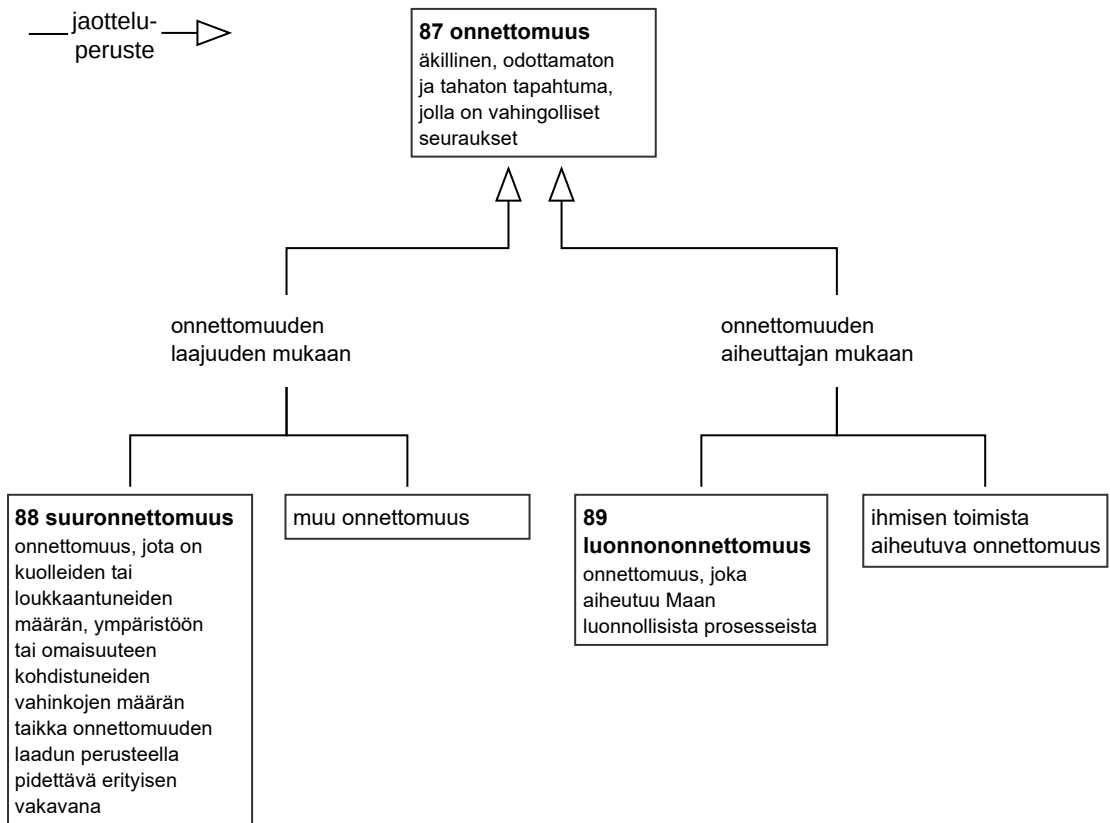 jaottelu-
peruste
87 onnettomuus
äkillinen, odottamaton
ja tahaton tapahtuma,
jolla on vahingolliset
seuraukset
onnettomuuden
laajuuden mukaan
onnettomuuden
aiheuttajan mukaan
88 suuronnettomuus
onnettomuus, jota on
kuolleiden tai
loukkaantuneiden
määrän, ympäristöön
tai omaisuuteen
kohdistuneiden
vahinkojen määrän
taikka onnettomuuden
laadun perusteella
pidettävä erityisen
vakavana
muu onnettomuus
89
luonnononnettomuus
onnettomuus, joka
aiheutuu Maan
luonnollisista prosesseista
ihmisen toimista
aiheutuva onnettomuus